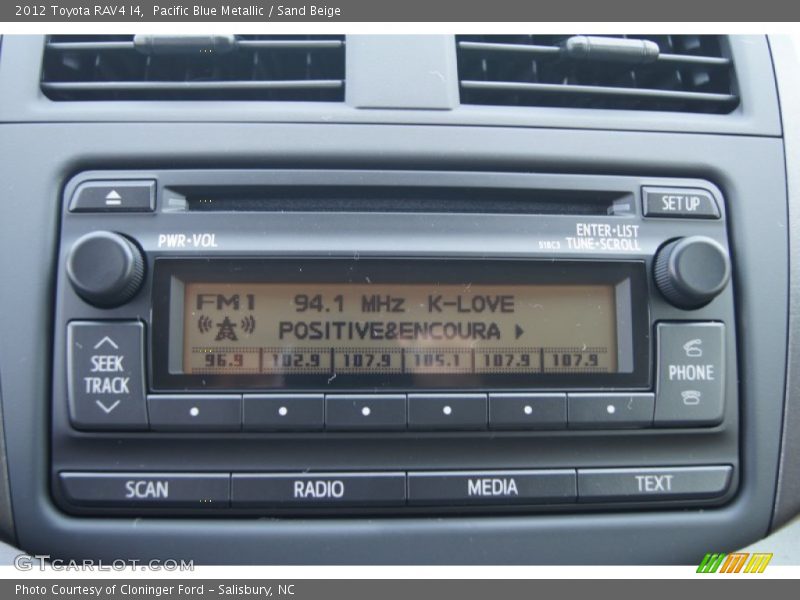 2012 Toyota RAV4 I4,  Pacific Blue Metallic / Sand Beige
SET UP
PWR•VOL
ENTER•LIST
518C3 TUNE•SCROLL
FM1 94.1 MHz K-LOVE
POSITIVE&ENCOURA
96.9 102.9 107.9 105.1 107.9 107.9
SEEK
TRACK
PHONE
SCAN RADIO MEDIA TEXT
GTCARLOT.COM
Photo Courtesy of Cloninger Ford – Salisbury, NC